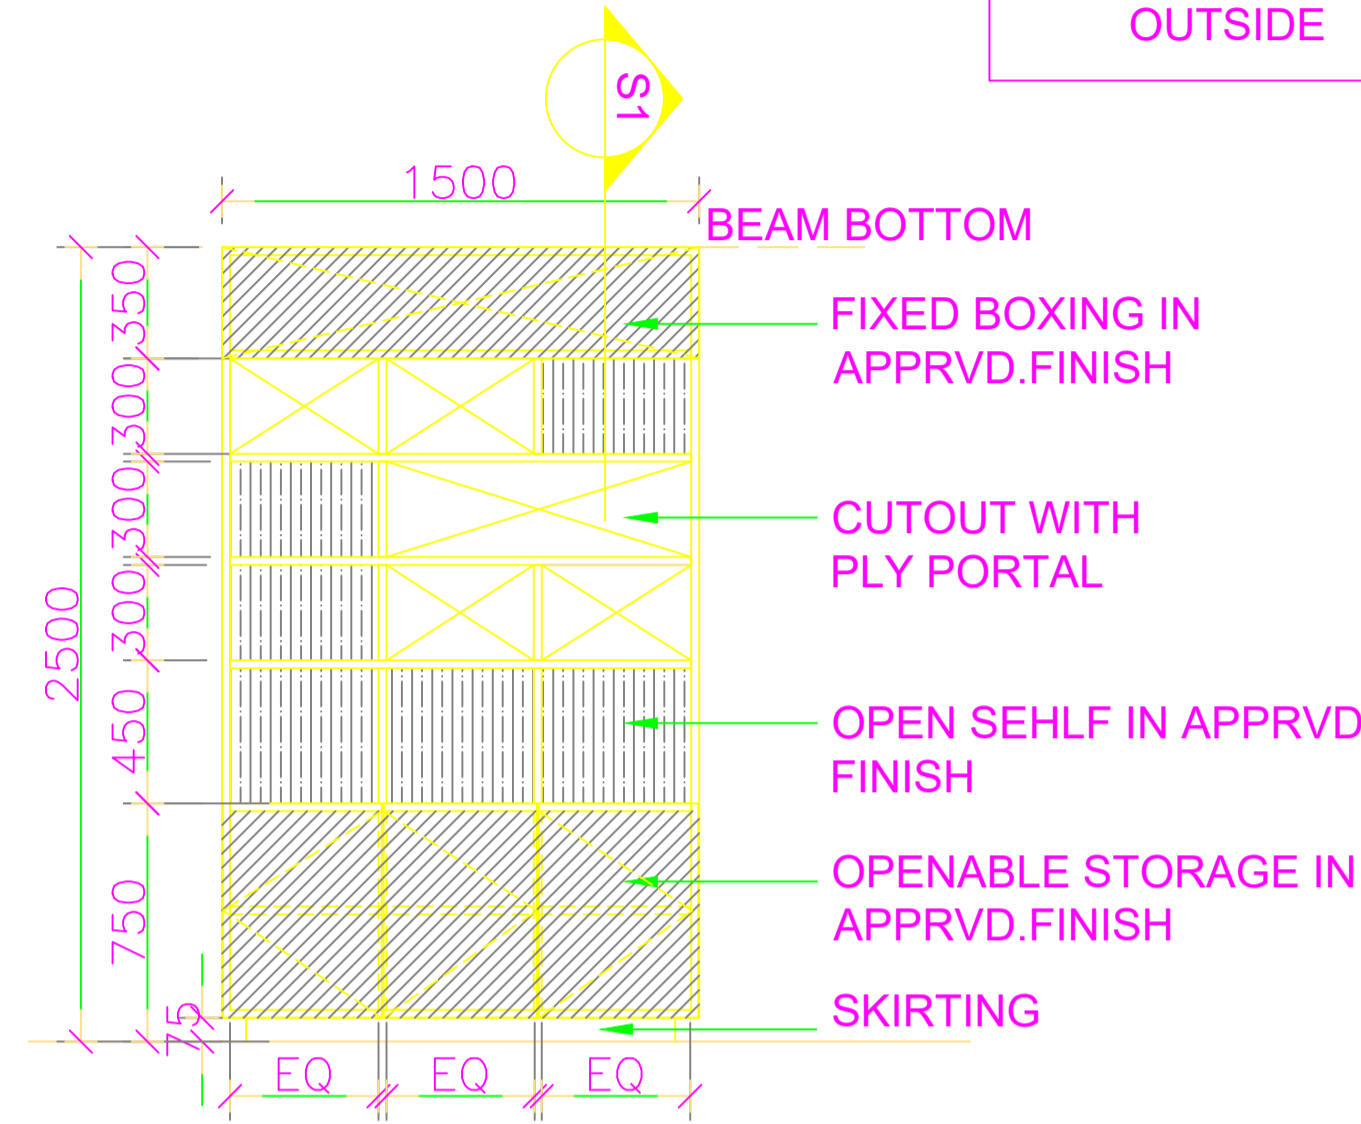 OUTSIDE
S1
1500
BEAM BOTTOM
350
FIXED BOXING IN
APPRVD.FINISH
300
300
CUTOUT WITH
PLY PORTAL
300
2500
450
OPEN SEHLF IN APPRVD
FINISH
750
OPENABLE STORAGE IN
APPRVD.FINISH
75
SKIRTING
EQ EQ EQ